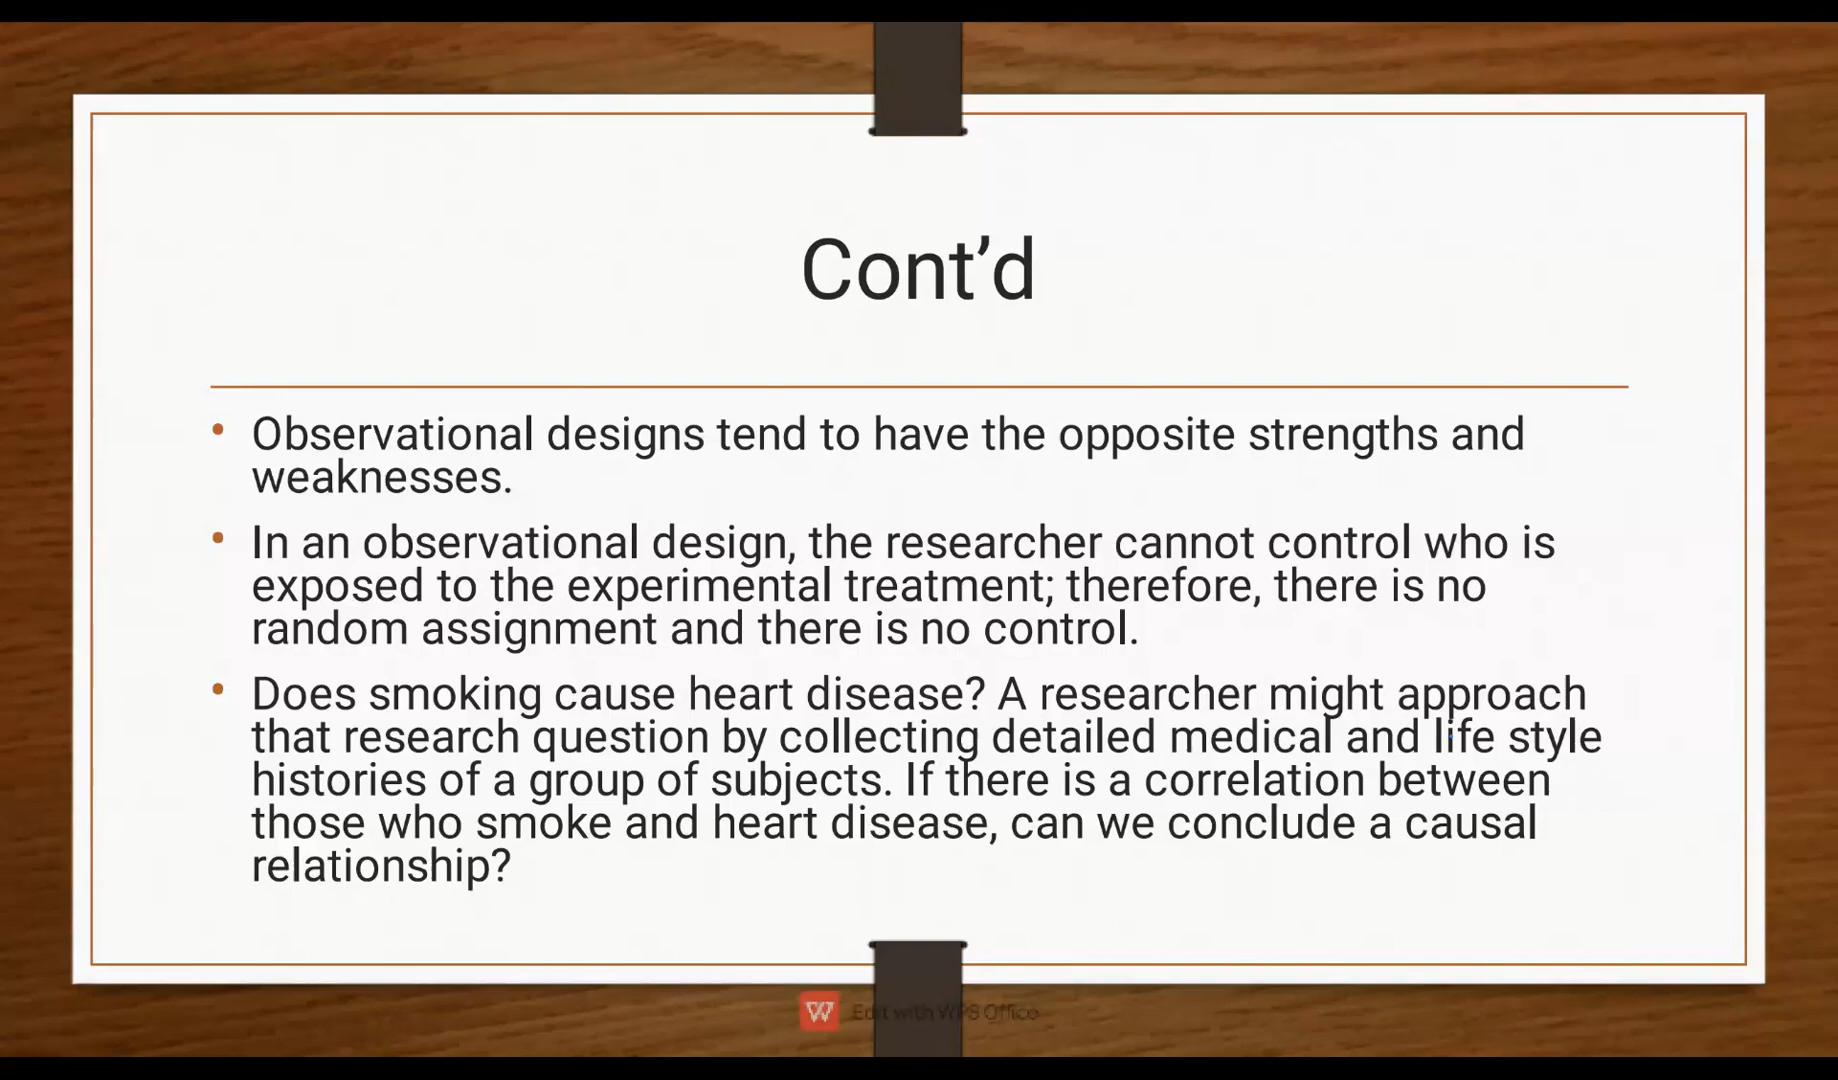 Cont’d
• Observational designs tend to have the opposite strengths and
weaknesses.
• In an observational design, the researcher cannot control who is
exposed to the experimental treatment; therefore, there is no
random assignment and there is no control.
• Does smoking cause heart disease? A researcher might approach
that research question by collecting detailed medical and life style
histories of a group of subjects. If there is a correlation between
those who smoke and heart disease, can we conclude a causal
relationship?
W Edit with WPS Office